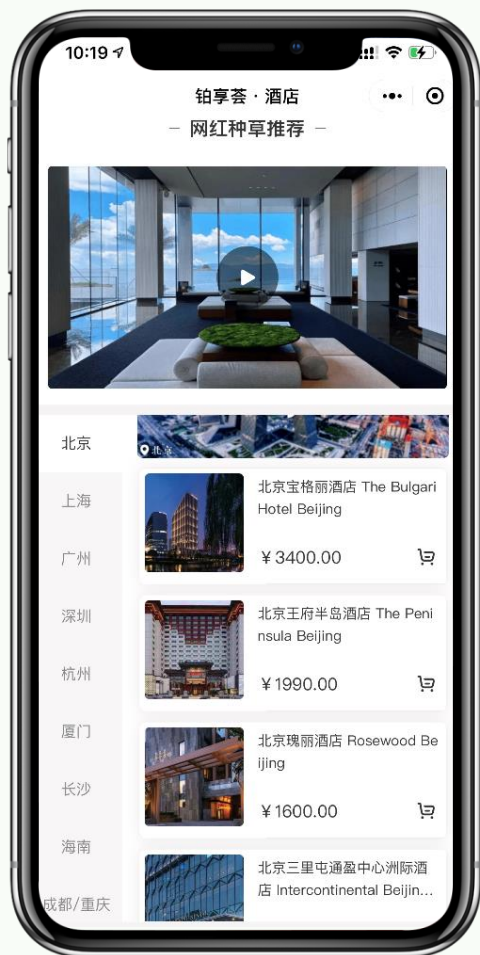 10:19
铂享荟 · 酒店
— 网红种草推荐 —
北京
上海
广州
深圳
杭州
厦门
长沙
海南
成都/重庆
北京
北京宝格丽酒店 The Bulgari
Hotel Beijing
¥3400.00
北京王府半岛酒店 The Peni
nsula Beijing
¥1990.00
北京瑰丽酒店 Rosewood Be
ijing
¥1600.00
北京三里屯通盈中心洲际酒
店 Intercontinental Beijin...